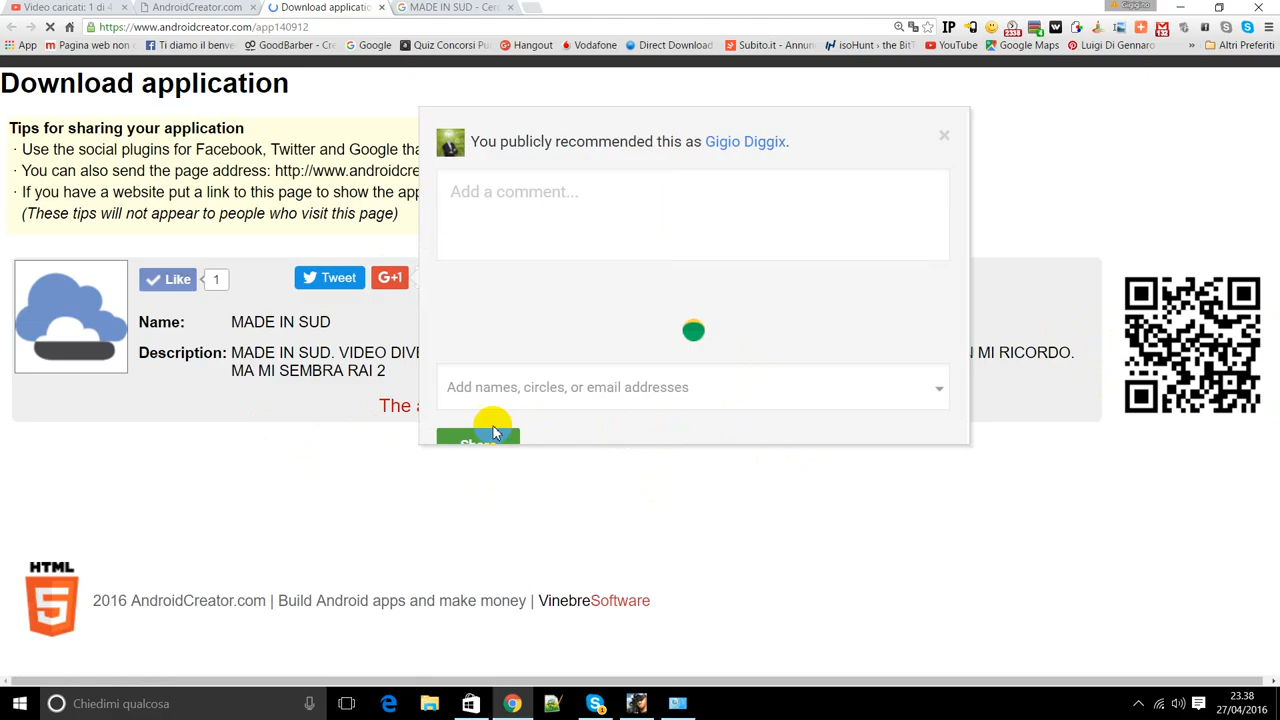 Video caricati: 1 di 4
AndroidCreator.com
Download application
MADE IN SUD - Cer
Gigigino
https://www.androidcreator.com/app140912
App
Pagina web non
Ti diamo il benve
GoodBarber - Cr
Google
Quiz Concorsi Pu
Hangout
Vodafone
Direct Download
Subito.it - Annun
isoHunt - the BitT
YouTube
Google Maps
Luigi Di Gennaro
»
Altri Preferiti
Download application
Tips for sharing your application
· Use the social plugins for Facebook, Twitter and Google tha
· You can also send the page address: http://www.androidcre
· If you have a website put a link to this page to show the app
(These tips will not appear to people who visit this page)
You publicly recommended this as Gigio Diggix.
Add a comment...
Add names, circles, or email addresses
Share
Like
1
Tweet
G+1
Name: MADE IN SUD
Description: MADE IN SUD. VIDEO DIVE
N MI RICORDO.
MA MI SEMBRA RAI 2
The a
HTML
5
2016 AndroidCreator.com | Build Android apps and make money | VinebreSoftware
Chiedimi qualcosa
23.38
27/04/2016